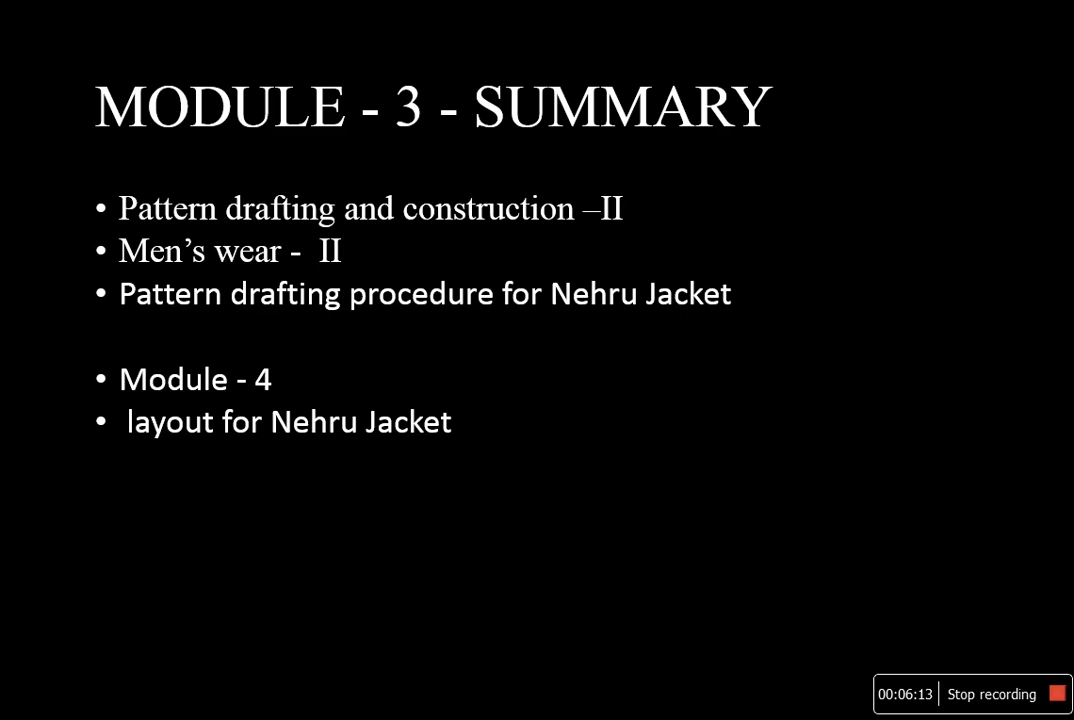 MODULE - 3 - SUMMARY
• Pattern drafting and construction –II
• Men’s wear -  II
• Pattern drafting procedure for Nehru Jacket
• Module - 4
•  layout for Nehru Jacket
00:06:13 Stop recording